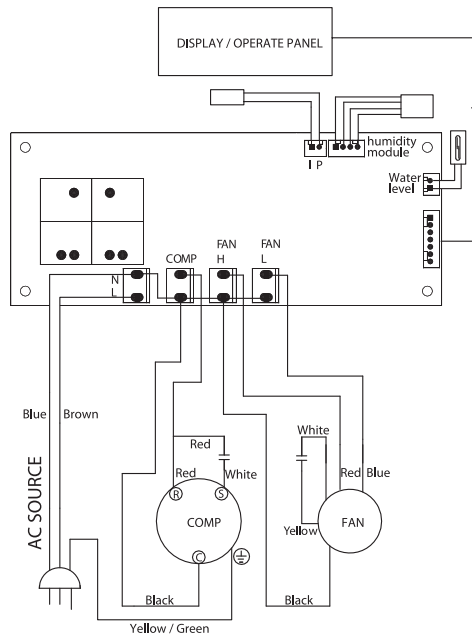 DISPLAY / OPERATE PANEL
humidity
module
I P
Water
level
FAN
H
FAN
L
COMP
N
L
Blue
Brown
White
Red
Red
White
Red
Blue
AC SOURCE
R
S
COMP
FAN
Yellow
C
Black
Black
Yellow / Green